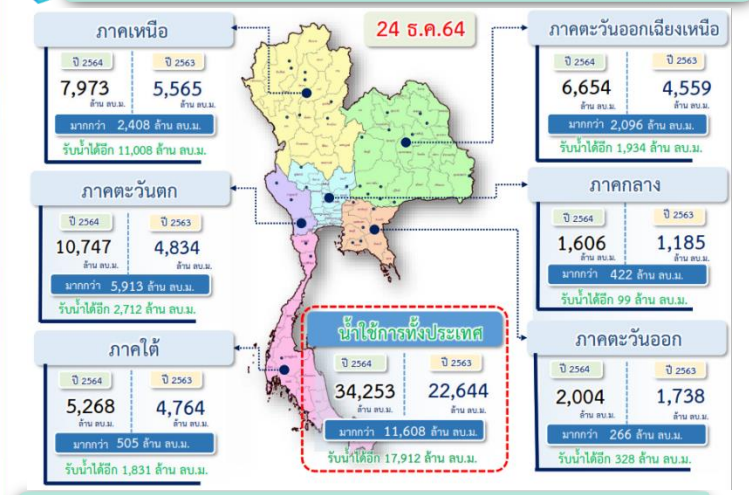 24 ธ.ค.64
ภาคเหนือ
ปี 2564 ปี 2563
7,973 5,565
ล้าน ลบ.ม. ล้าน ลบ.ม.
มากกว่า 2,408 ล้าน ลบ.ม.
รับน้ำได้อีก 11,008 ล้าน ลบ.ม.
ภาคตะวันออกเฉียงเหนือ
ปี 2564 ปี 2563
6,654 4,559
ล้าน ลบ.ม. ล้าน ลบ.ม.
มากกว่า 2,096 ล้าน ลบ.ม.
รับน้ำได้อีก 1,934 ล้าน ลบ.ม.
ภาคตะวันตก
ปี 2564 ปี 2563
10,747 4,834
ล้าน ลบ.ม. ล้าน ลบ.ม.
มากกว่า 5,913 ล้าน ลบ.ม.
รับน้ำได้อีก 2,712 ล้าน ลบ.ม.
ภาคกลาง
ปี 2564 ปี 2563
1,606 1,185
ล้าน ลบ.ม. ล้าน ลบ.ม.
มากกว่า 422 ล้าน ลบ.ม.
รับน้ำได้อีก 99 ล้าน ลบ.ม.
ภาคใต้
ปี 2564 ปี 2563
5,268 4,764
ล้าน ลบ.ม. ล้าน ลบ.ม.
มากกว่า 505 ล้าน ลบ.ม.
รับน้ำได้อีก 1,831 ล้าน ลบ.ม.
น้ำใช้การทั้งประเทศ
ปี 2564 ปี 2563
34,253 22,644
ล้าน ลบ.ม. ล้าน ลบ.ม.
มากกว่า 11,608 ล้าน ลบ.ม.
รับน้ำได้อีก 17,912 ล้าน ลบ.ม.
ภาคตะวันออก
ปี 2564 ปี 2563
2,004 1,738
ล้าน ลบ.ม. ล้าน ลบ.ม.
มากกว่า 266 ล้าน ลบ.ม.
รับน้ำได้อีก 328 ล้าน ลบ.ม.